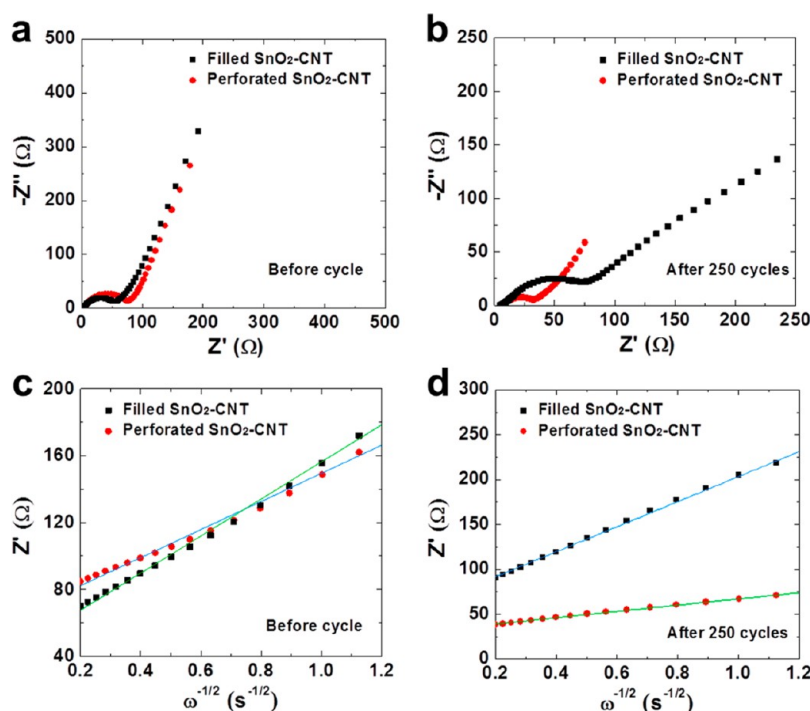 a
500
400
300
200
100
0
-Z'' (Ω)
■ Filled SnO₂-CNT
● Perforated SnO₂-CNT
Before cycle
0 100 200 300 400 500
Z' (Ω)
b
250
200
150
100
50
0
-Z'' (Ω)
■ Filled SnO₂-CNT
● Perforated SnO₂-CNT
After 250 cycles
0 50 100 150 200 250
Z' (Ω)
c
200
160
120
80
40
Z' (Ω)
■ Filled SnO₂-CNT
● Perforated SnO₂-CNT
Before cycle
0.2 0.4 0.6 0.8 1.0 1.2
ω⁻¹/² (s⁻¹/²)
d
300
250
200
150
100
50
0
Z' (Ω)
■ Filled SnO₂-CNT
● Perforated SnO₂-CNT
After 250 cycles
0.2 0.4 0.6 0.8 1.0 1.2
ω⁻¹/² (s⁻¹/²)